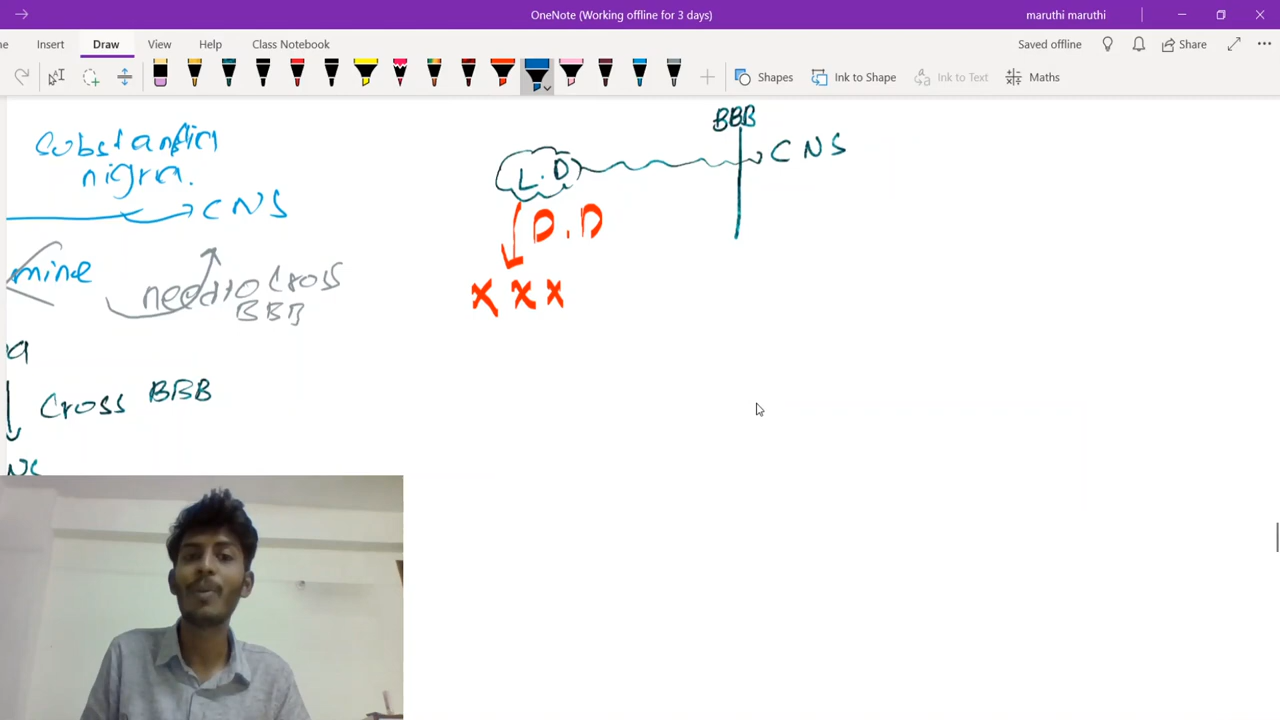 OneNote (Working offline for 3 days)
maruthi maruthi
Insert Draw View Help Class Notebook
Saved offline Share
Shapes Ink to Shape Ink to Text Maths
Substantia
nigra.
CNS
mine
need to Cross
BBB
a
Cross BBB
BBB
L.D
CNS
D.D
x x x